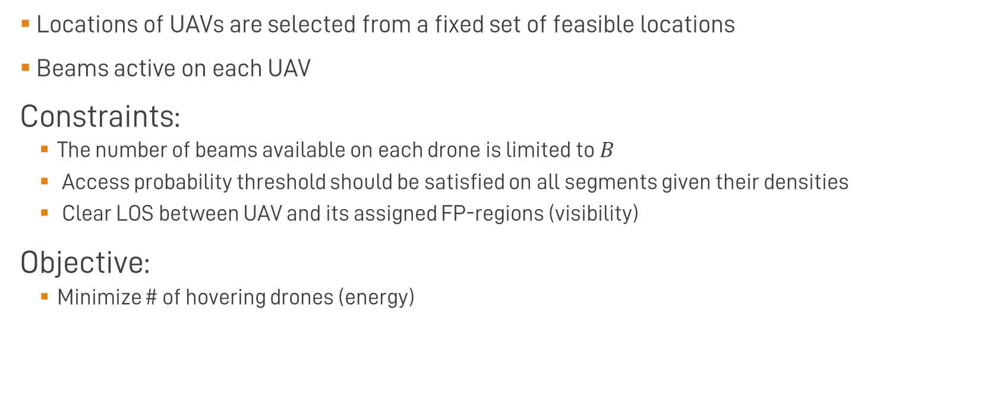 ▪ Locations of UAVs are selected from a fixed set of feasible locations
▪ Beams active on each UAV
Constraints:
▪ The number of beams available on each drone is limited to B
▪ Access probability threshold should be satisfied on all segments given their densities
▪ Clear LOS between UAV and its assigned FP-regions (visibility)
Objective:
▪ Minimize # of hovering drones (energy)